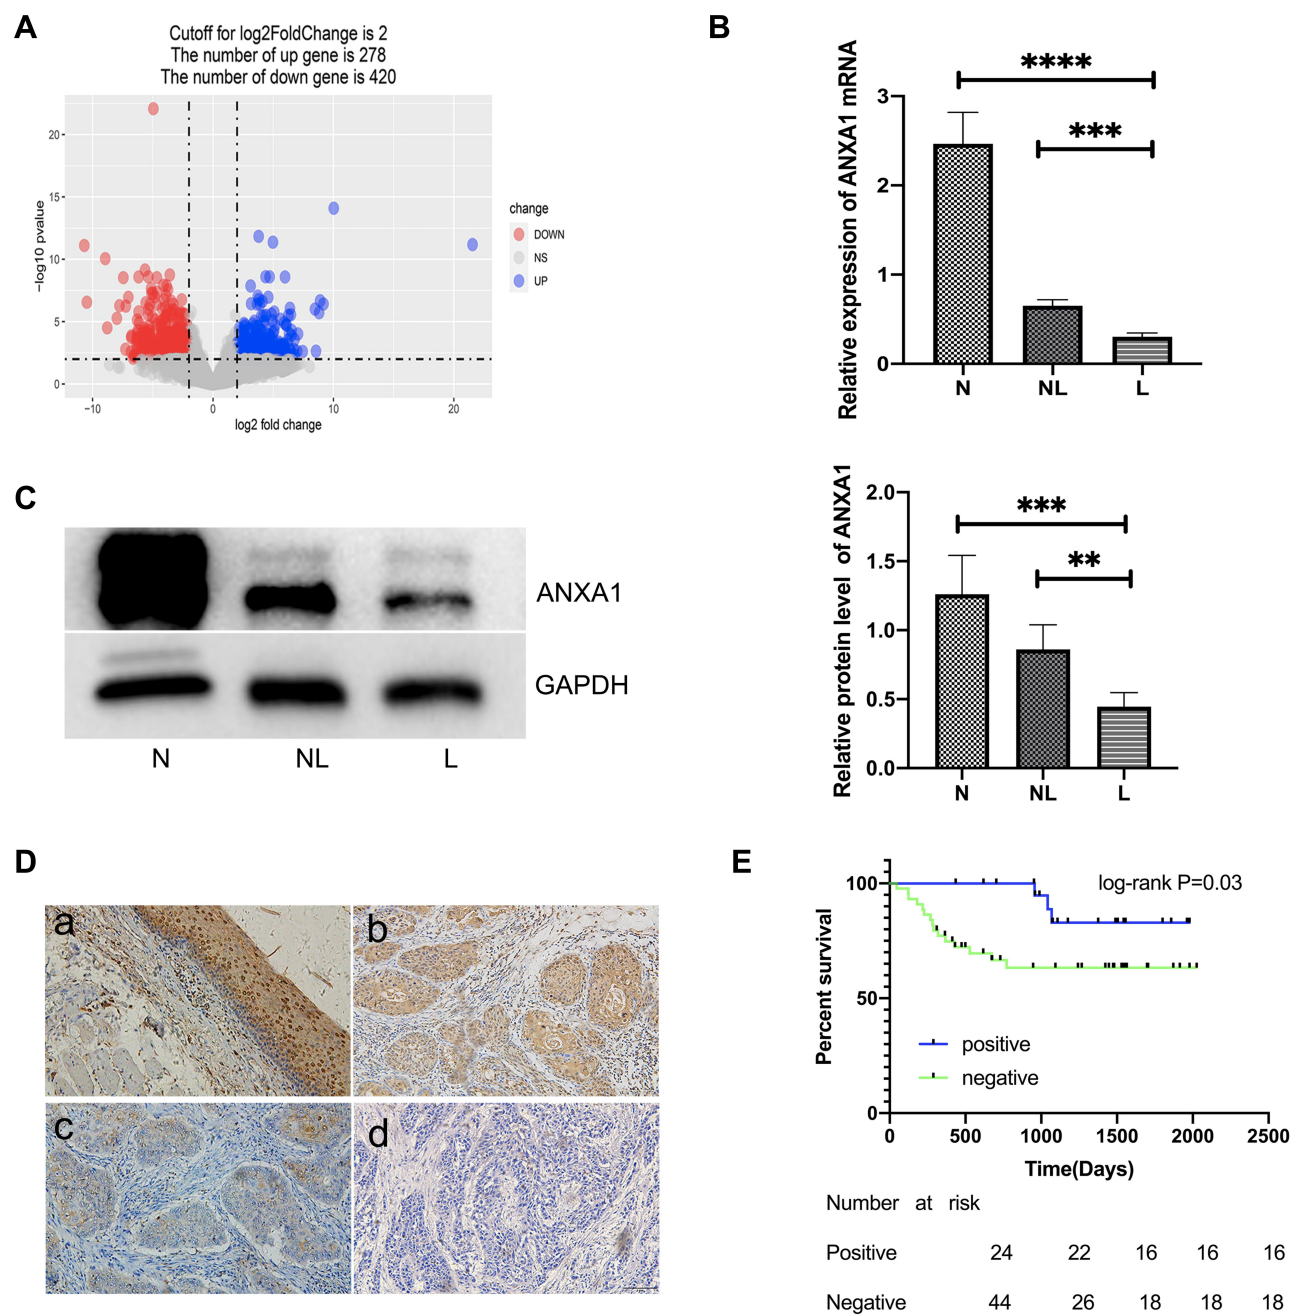 A
Cutoff for log2FoldChange is 2
The number of up gene is 278
The number of down gene is 420
−log10 pvalue
20
15
10
5
0
−10
0
10
20
log2 fold change
change
DOWN
NS
UP
B
Relative expression of ANXA1 mRNA
3
2
1
0
****
***
N
NL
L
Relative protein level of ANXA1
2.0
1.5
1.0
0.5
0.0
***
**
N
NL
L
C
ANXA1
GAPDH
N
NL
L
D
a
b
c
d
E
log-rank P=0.03
Percent survival
100
50
0
positive
negative
0
500
1000
1500
2000
2500
Time(Days)
Number at risk
Positive 24 22 16 16 16
Negative 44 26 18 18 18